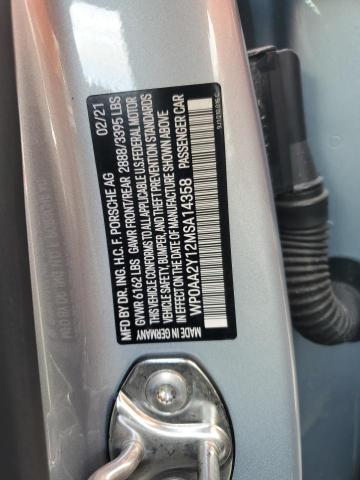 MFD BY DR. ING. H.C. F. PORSCHE AG 02/21
GVWR 6162 LBS GAWR FRONT/REAR 2888/3395 LBS
THIS VEHICLE CONFORMS TO ALL APPLICABLE U.S. FEDERAL MOTOR
VEHICLE SAFETY, BUMPER, AND THEFT PREVENTION STANDARDS
IN EFFECT ON THE DATE OF MANUFACTURE SHOWN ABOVE
WP0AA2Y12NSA14358 PASSENGER CAR
MADE IN GERMANY